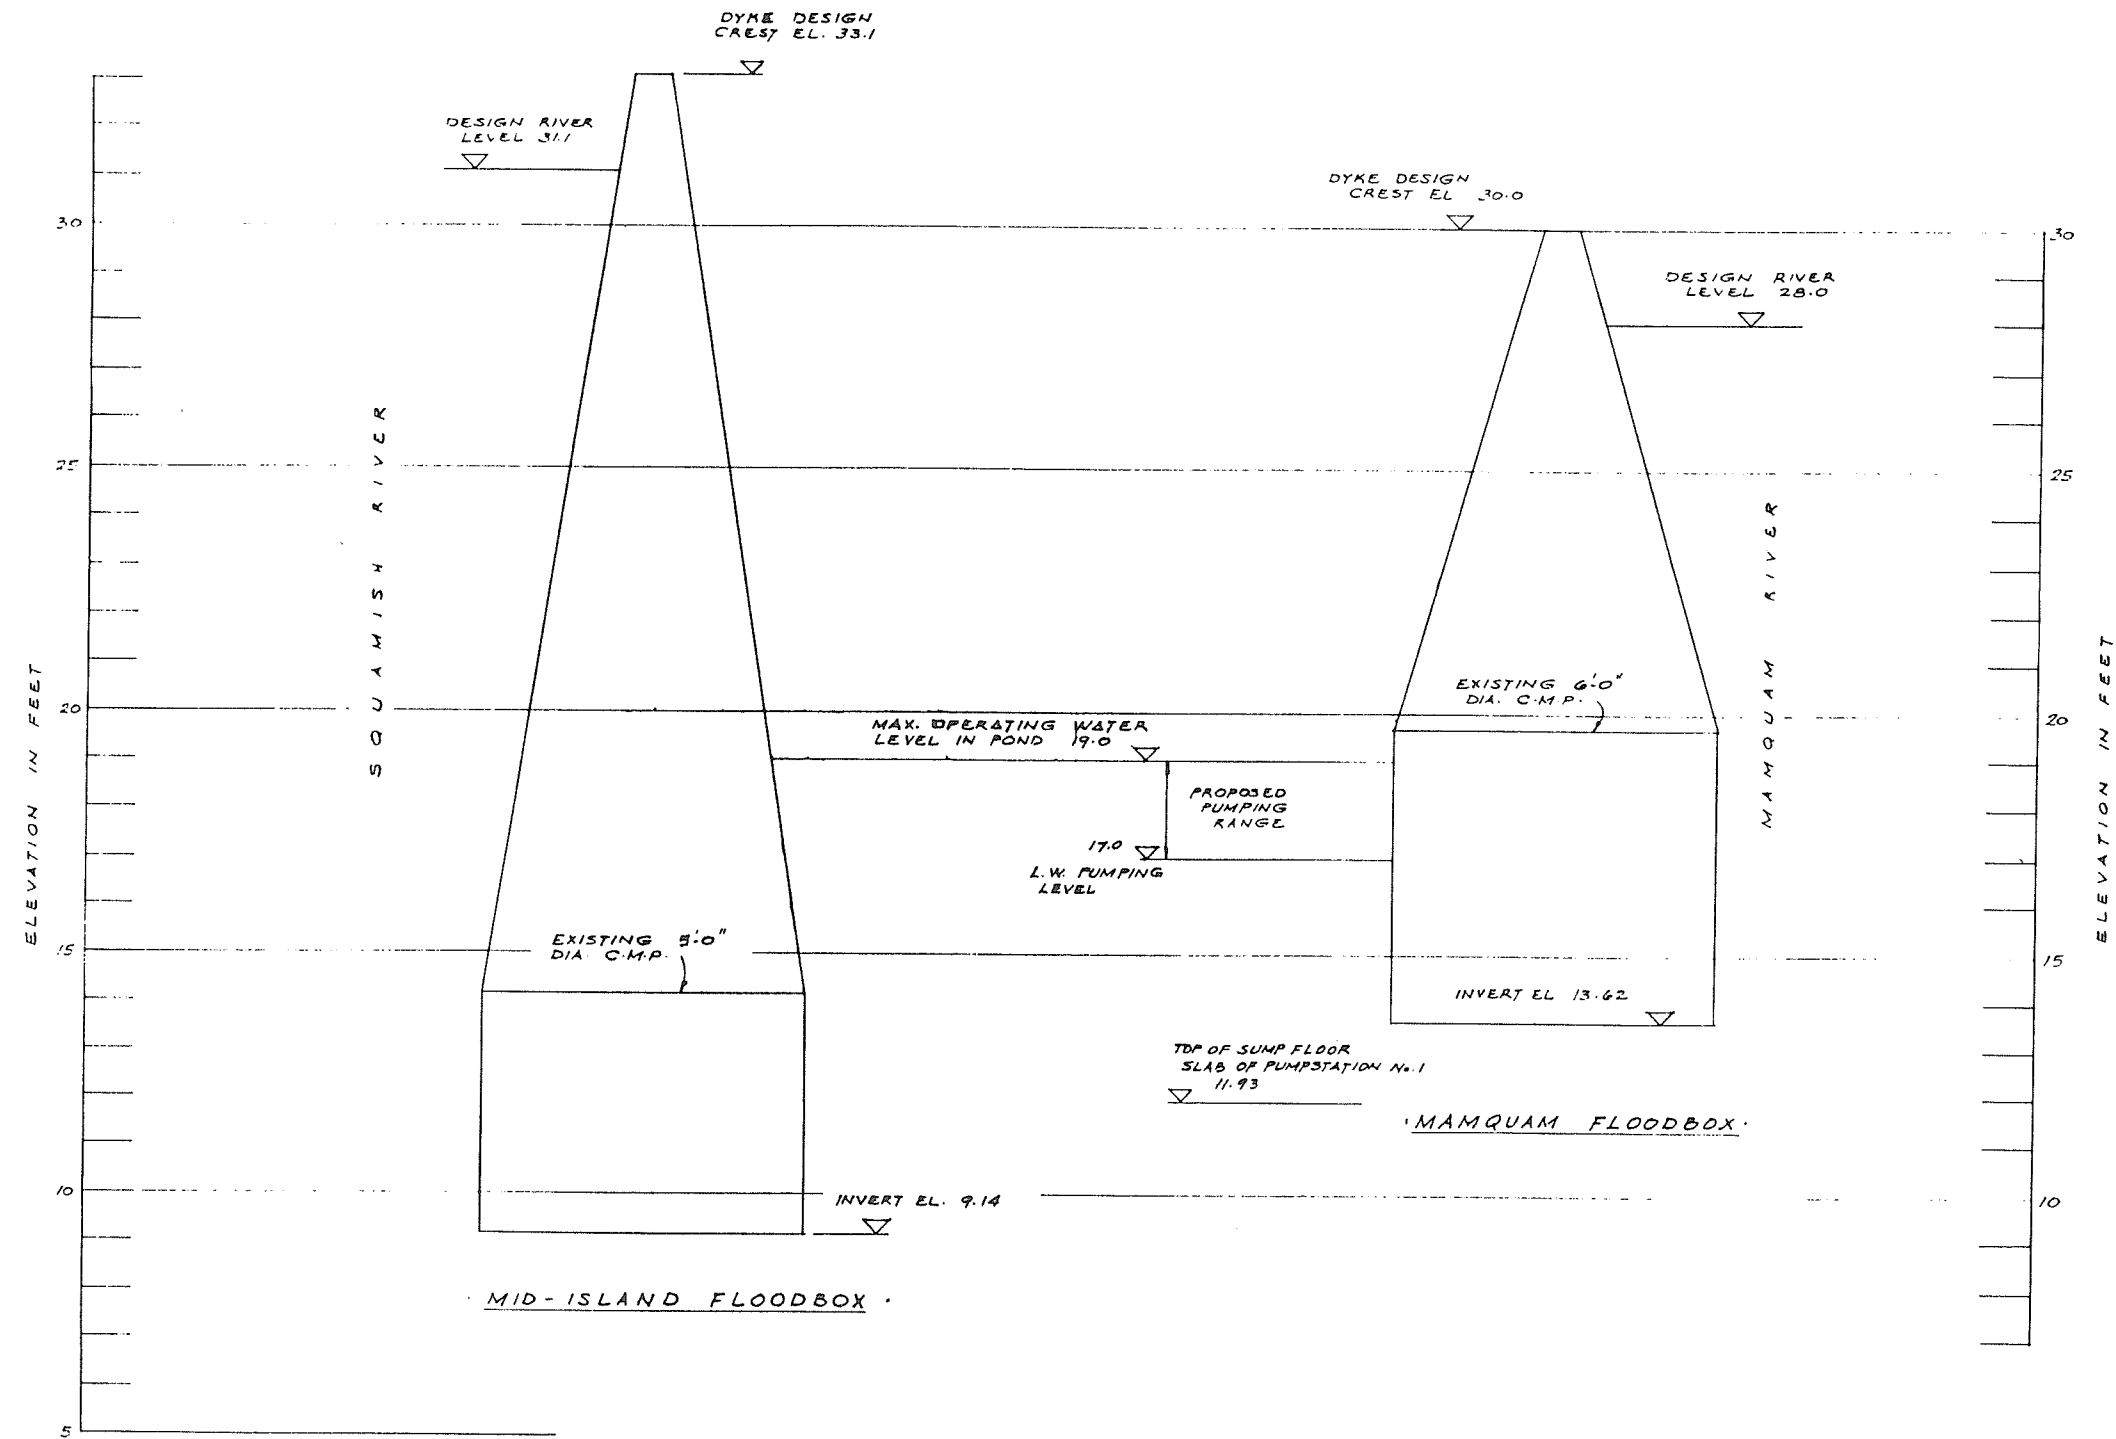 DYKE DESIGN
CREST EL. 33.1
DESIGN RIVER
LEVEL 31.1
DYKE DESIGN
CREST EL 30.0
DESIGN RIVER
LEVEL 28.0
30
25
20
15
10
5
ELEVATION IN FEET
SQUAMISH RIVER
MAX. OPERATING WATER
LEVEL IN POND 19.0
PROPOSED
PUMPING
RANGE
17.0
L.W. PUMPING
LEVEL
EXISTING 5'-0"
DIA. C.M.P.
INVERT EL. 9.14
MID-ISLAND FLOODBOX
EXISTING 6'-0"
DIA. C.M.P.
INVERT EL 13.62
TOP OF SUMP FLOOR
SLAB OF PUMPSTATION No. 1
11.93
MAMQUAM FLOODBOX
MAMQUAM RIVER
30
25
20
15
10
ELEVATION IN FEET